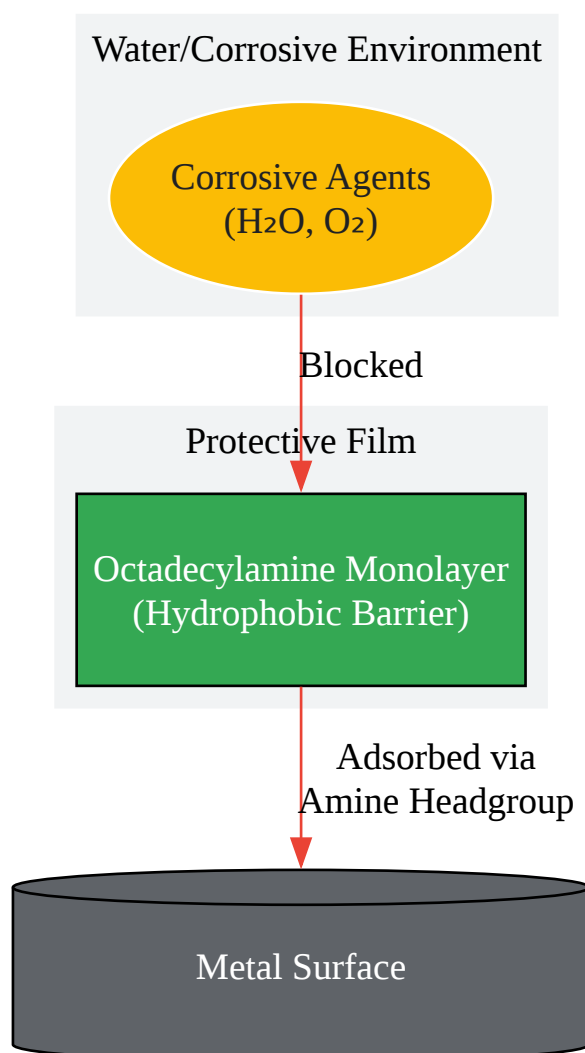 Water/Corrosive Environment
Corrosive Agents
(H₂O, O₂)
Blocked
Protective Film
Octadecylamine Monolayer
(Hydrophobic Barrier)
Adsorbed via
Amine Headgroup
Metal Surface